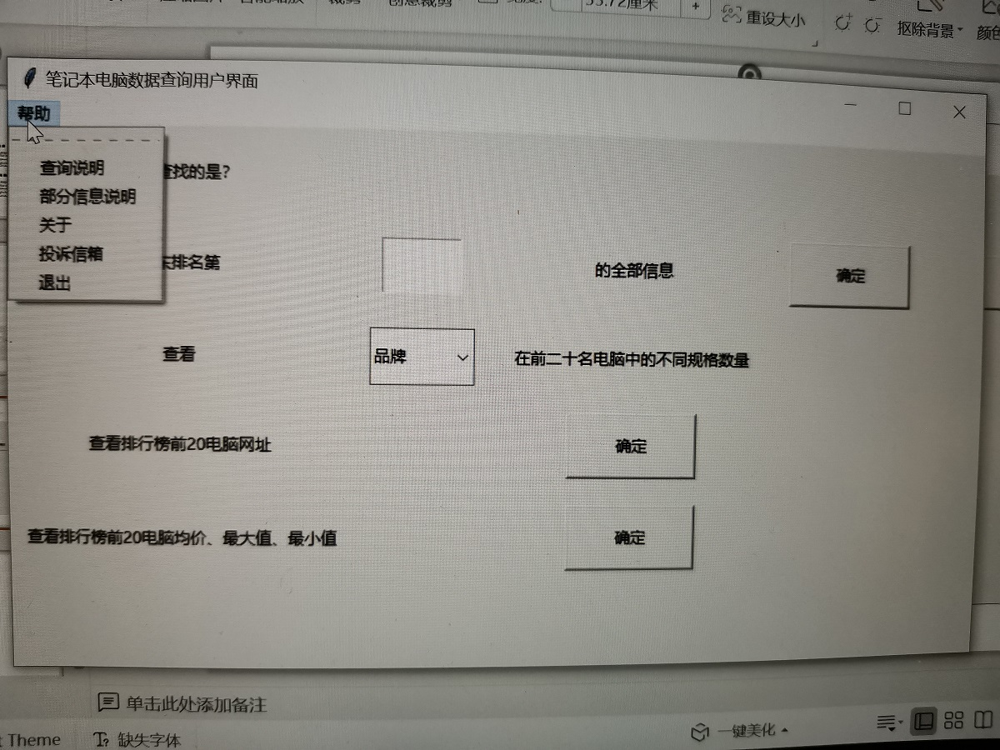 33.72厘米
+
重设大小
抠除背景
颜色
笔记本电脑数据查询用户界面
帮助
查询说明
部分信息说明
关于
投诉信箱
退出
查找的是？
东排名第
的全部信息
确定
查看
品牌
在前二十名电脑中的不同规格数量
查看排行榜前20电脑网址
确定
查看排行榜前20电脑均价、最大值、最小值
确定
单击此处添加备注
Theme
缺失字体
一键美化